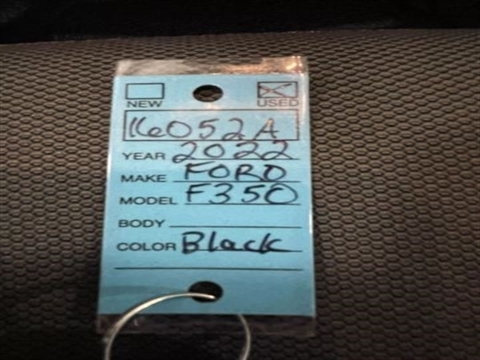 NEW USED
16052A
YEAR 2022
MAKE FORD
MODEL F350
BODY
COLOR Black